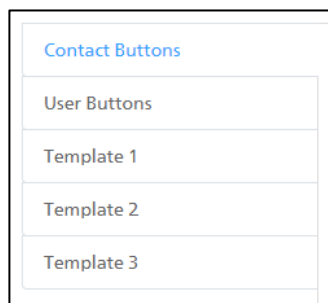 Contact Buttons
User Buttons
Template 1
Template 2
Template 3